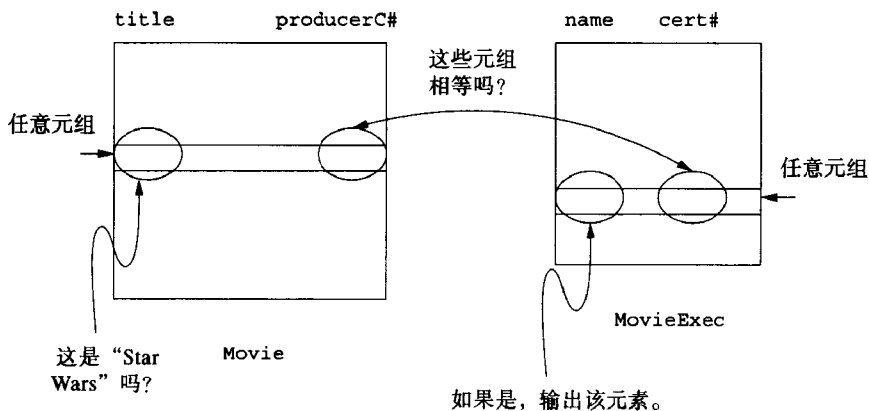 title producerC#
name cert#
这些元组
相等吗?
任意元组
任意元组
MovieExec
这是“Star
Wars”吗?
Movie
如果是, 输出该元素。